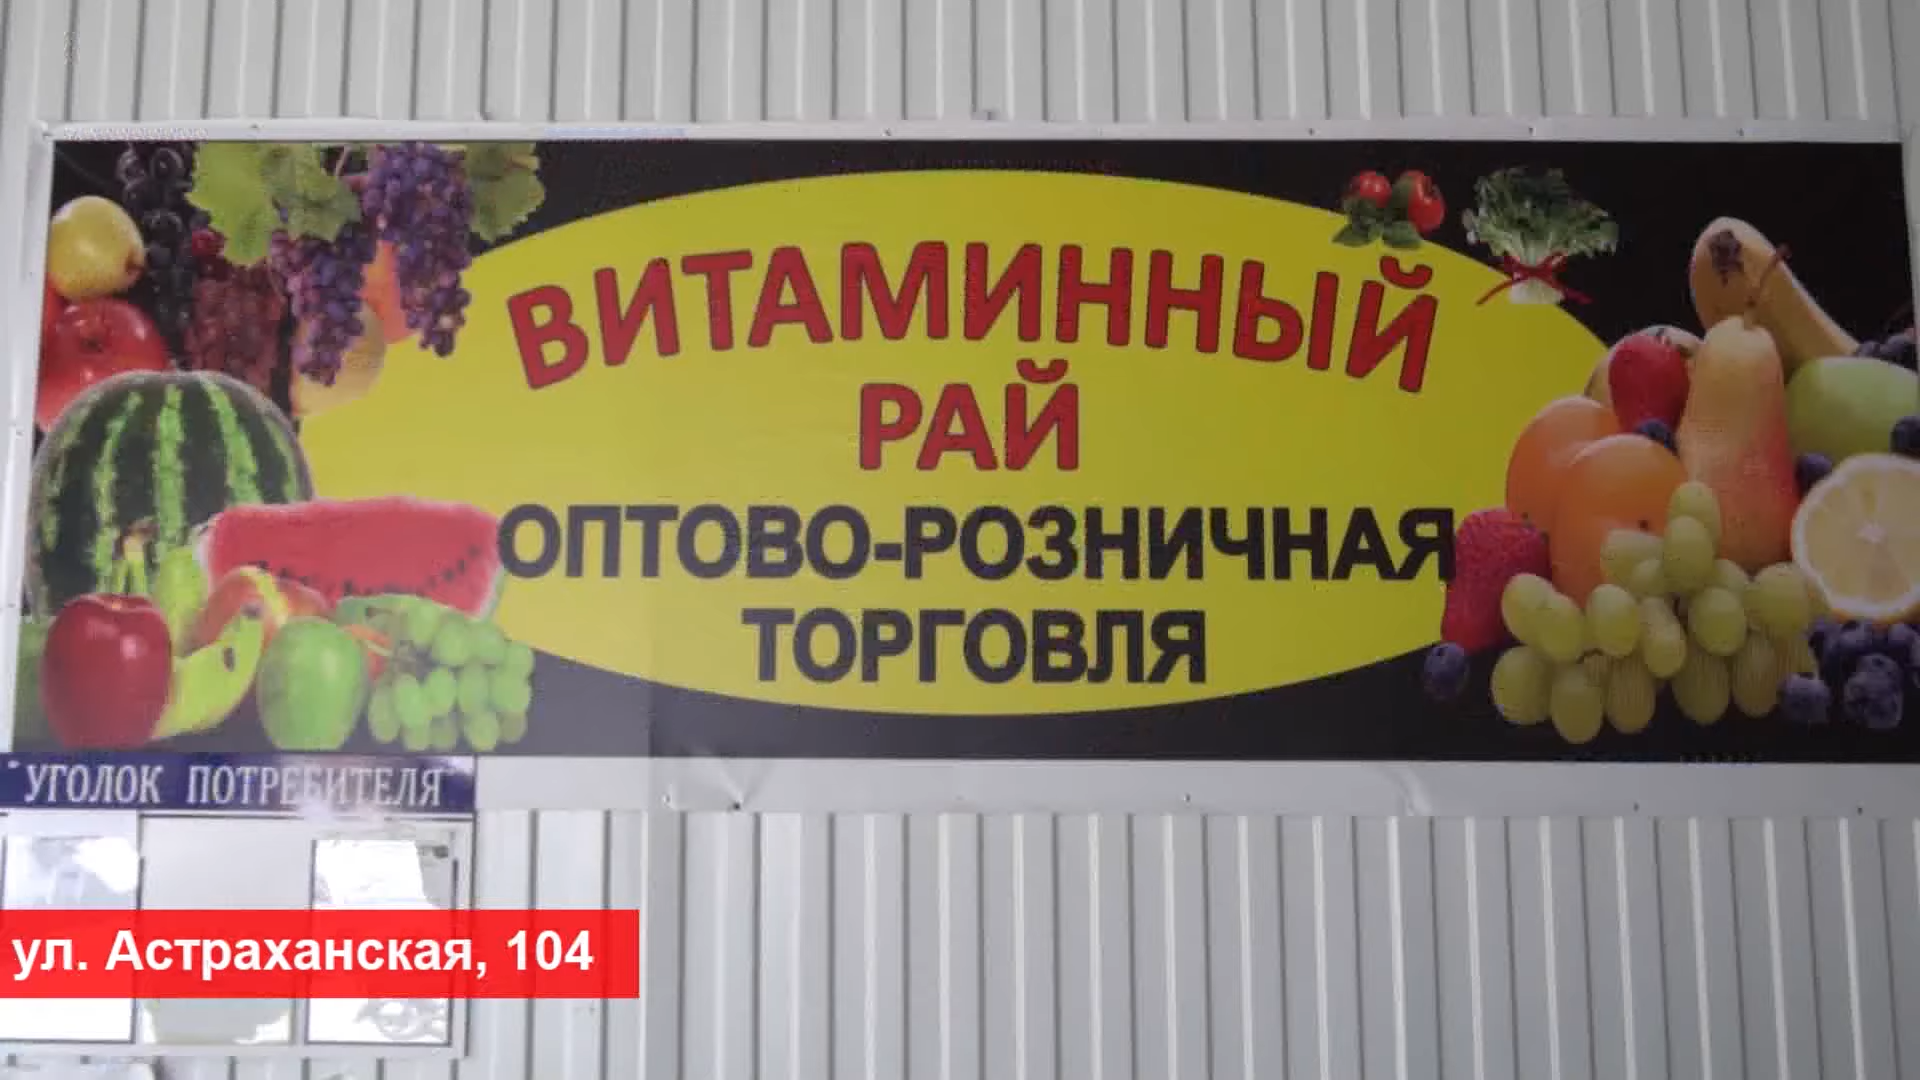 ВИТАМИННЫЙ
РАЙ
ОПТОВО-РОЗНИЧНАЯ
ТОРГОВЛЯ
"УГОЛОК ПОТРЕБИТЕЛЯ"
ул. Астраханская, 104